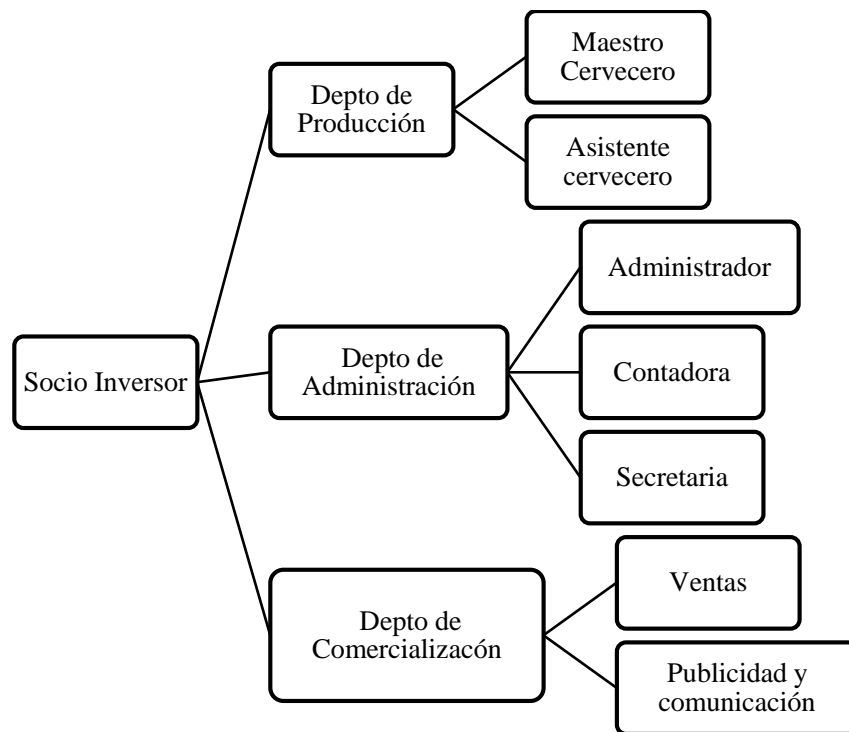 Socio Inversor
Depto de
Producción
Maestro
Cervecero
Asistente
cervecero
Depto de
Administración
Administrador
Contadora
Secretaria
Depto de
Comercializacón
Ventas
Publicidad y
comunicación